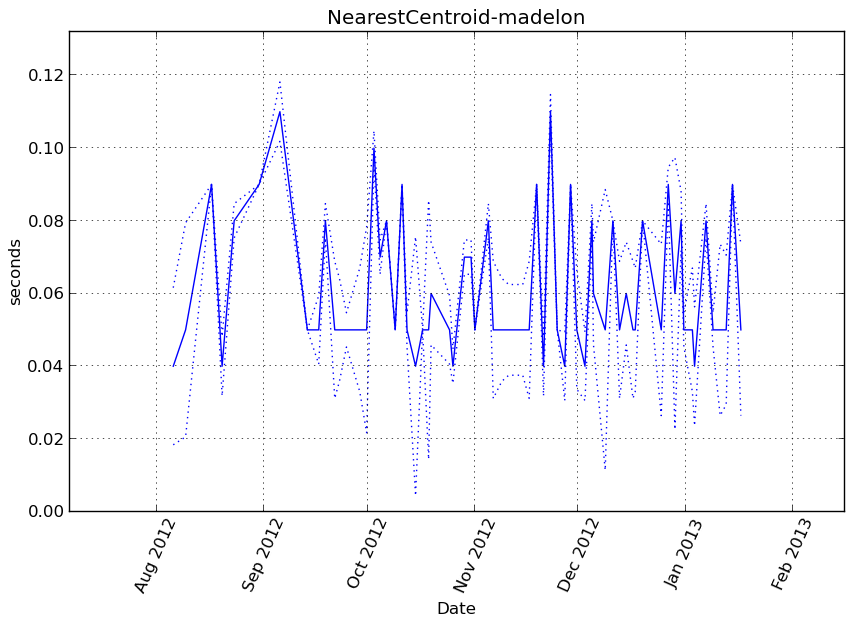 NearestCentroid-madelon
0.12
0.10
0.08
0.06
0.04
0.02
0.00
seconds
Aug 2012
Sep 2012
Oct 2012
Nov 2012
Dec 2012
Jan 2013
Feb 2013
Date